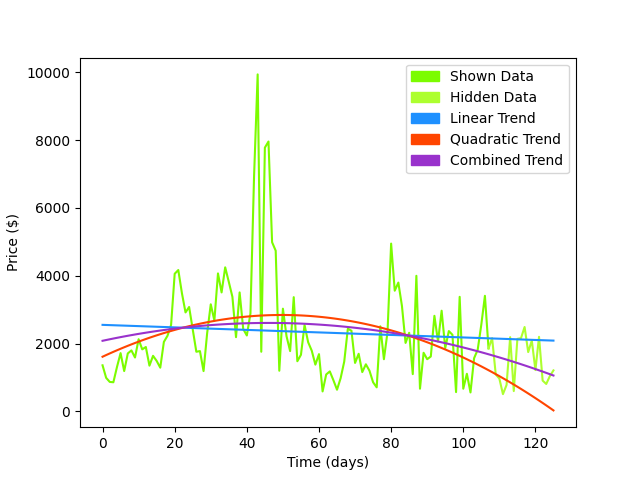 10000
8000
6000
4000
2000
0
Price ($)
0 20 40 60 80 100 120
Time (days)
Shown Data
Hidden Data
Linear Trend
Quadratic Trend
Combined Trend